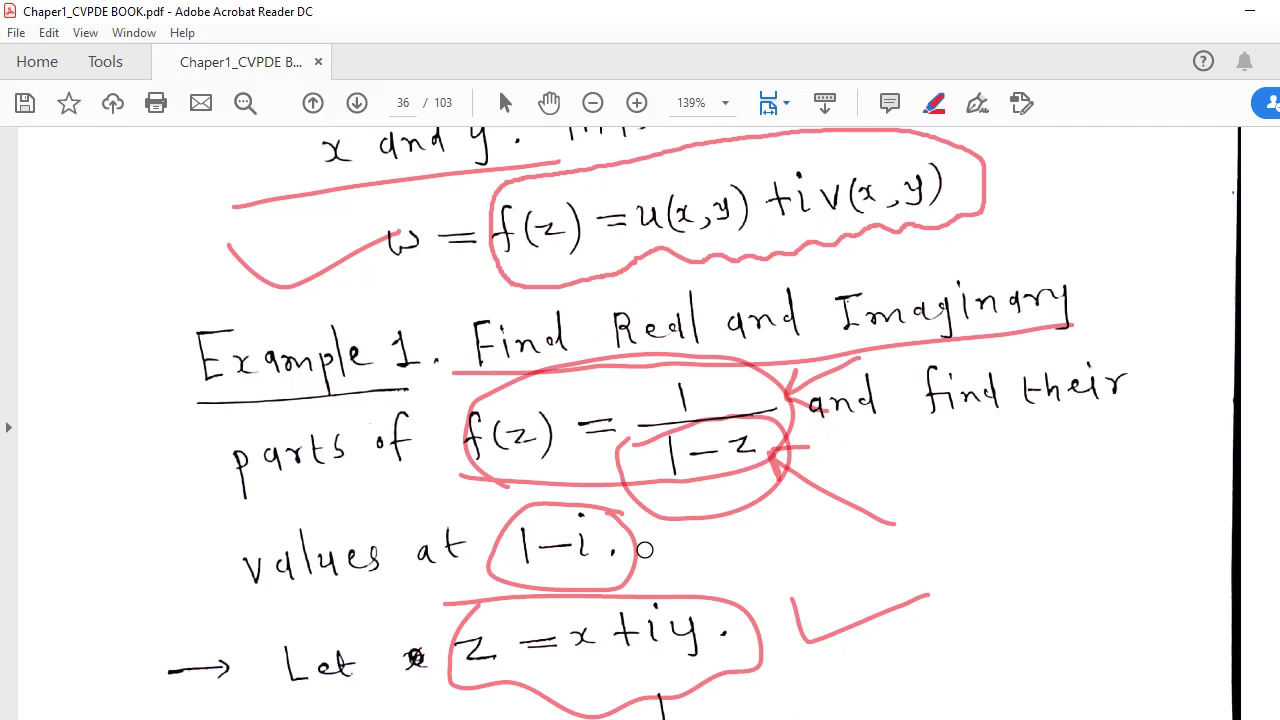 Chaper1_CVPDE BOOK.pdf - Adobe Acrobat Reader DC
File Edit View Window Help
Home Tools Chaper1_CVPDE B... ×
36 / 103 139%
x and y.
w = f(z) = u(x,y) + i v(x,y)
Example 1. Find Real and Imaginary
parts of f(z) = 1/(1-z) and find their
values at 1-i.
→ Let z = x+iy.